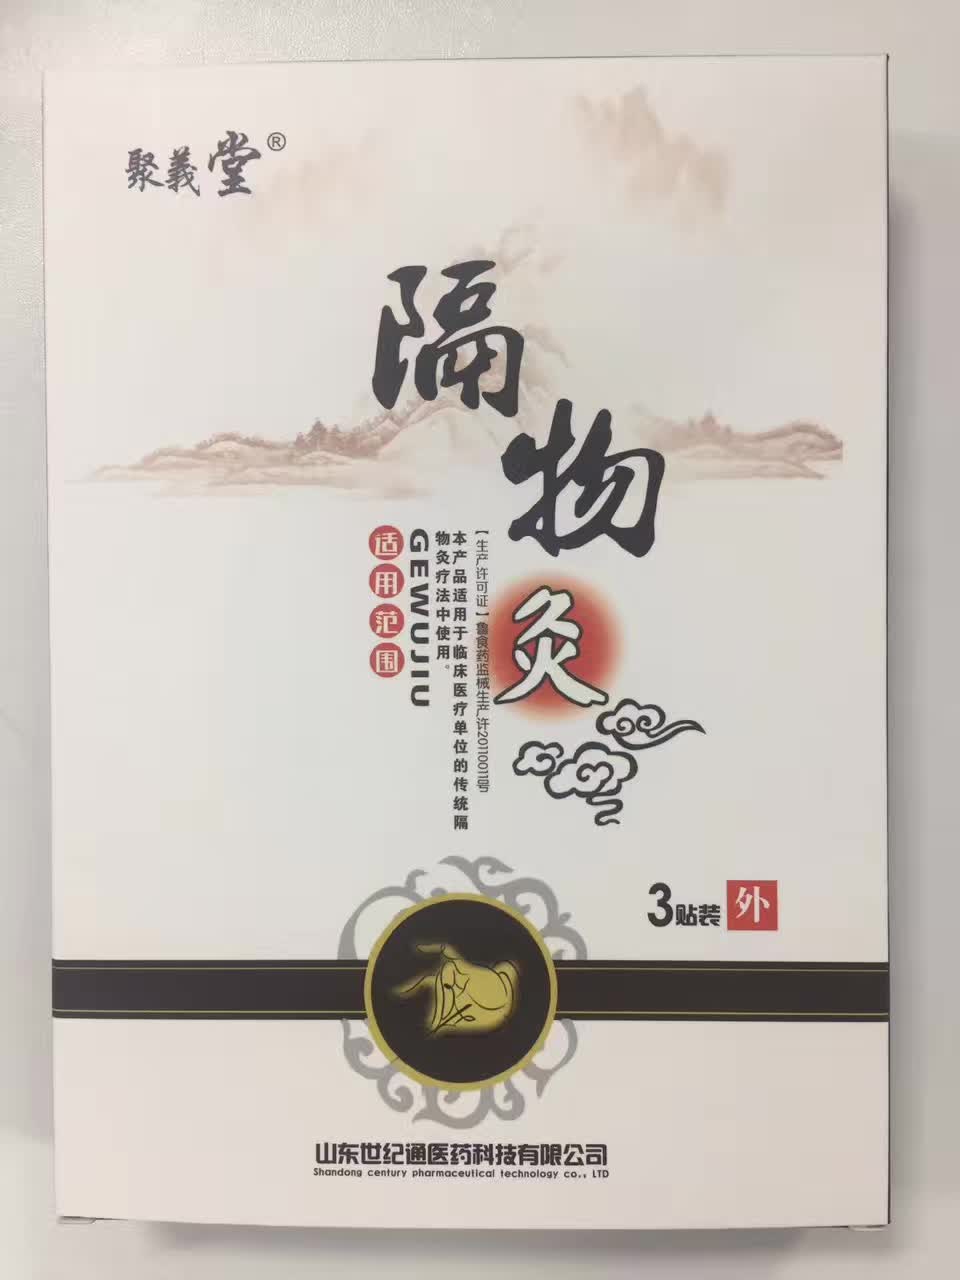 聚義堂®
隔物灸
【生产许可证】鲁食药监械生产许20110011号
本产品适用于临床医疗单位的传统隔
物灸疗法中使用。
GEWUJIU
适用范围
3贴装
外
山东世纪通医药科技有限公司
Shandong century pharmaceutical technology co., LTD